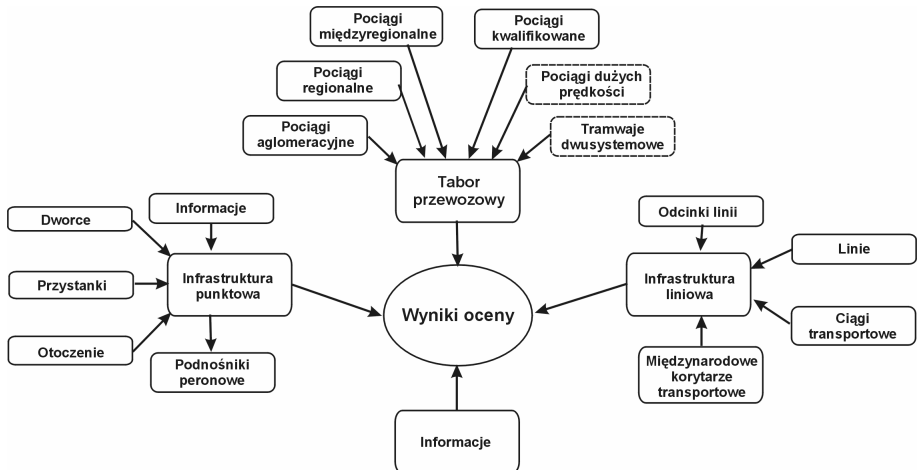 Pociągi
międzyregionalne
Pociągi
kwalifikowane
Pociągi
regionalne
Pociągi dużych
prędkości
Pociągi
aglomeracyjne
Tramwaje
dwusystemowe
Tabor
przewozowy
Dworce
Informacje
Przystanki
Infrastruktura
punktowa
Otoczenie
Podnośniki
peronowe
Wyniki oceny
Odcinki linii
Linie
Infrastruktura
liniowa
Ciągi
transportowe
Międzynarodowe
korytarze
transportowe
Informacje